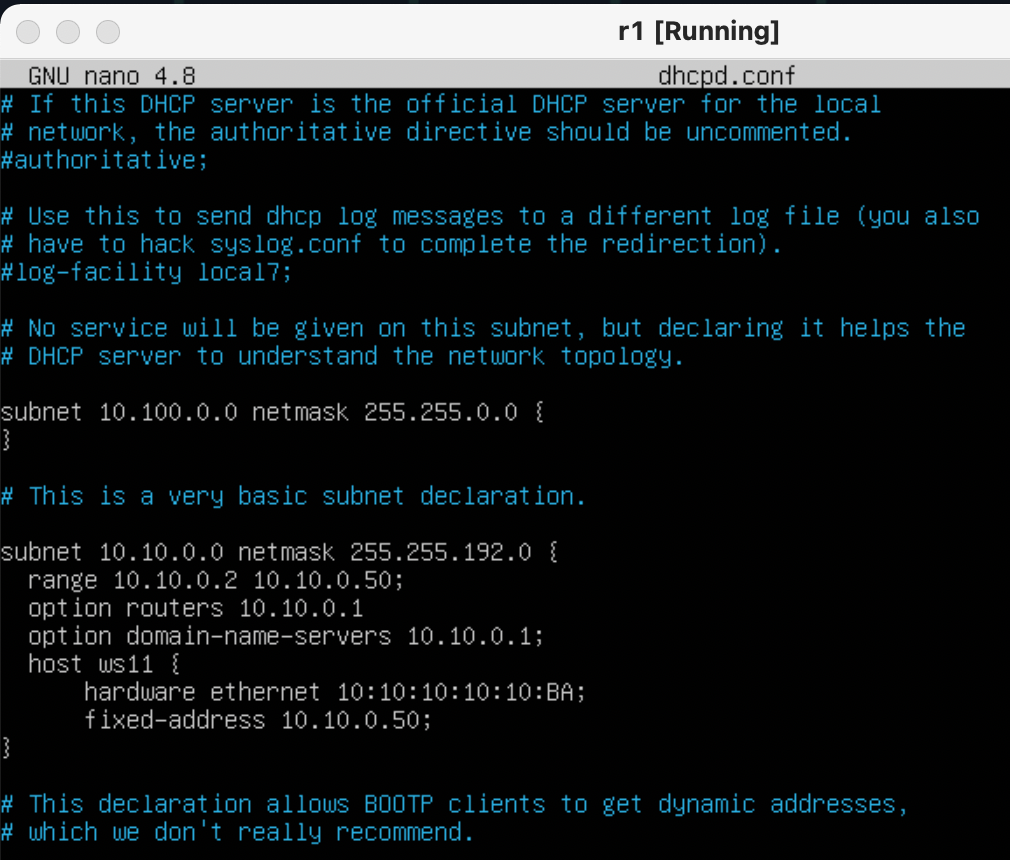 r1 [Running]
GNU nano 4.8 dhcpd.conf
# If this DHCP server is the official DHCP server for the local
# network, the authoritative directive should be uncommented.
#authoritative;
# Use this to send dhcp log messages to a different log file (you also
# have to hack syslog.conf to complete the redirection).
#log-facility local7;
# No service will be given on this subnet, but declaring it helps the
# DHCP server to understand the network topology.
subnet 10.100.0.0 netmask 255.255.0.0 {
}
# This is a very basic subnet declaration.
subnet 10.10.0.0 netmask 255.255.192.0 {
  range 10.10.0.2 10.10.0.50;
  option routers 10.10.0.1
  option domain-name-servers 10.10.0.1;
  host ws11 {
      hardware ethernet 10:10:10:10:10:BA;
      fixed-address 10.10.0.50;
}
# This declaration allows BOOTP clients to get dynamic addresses,
# which we don't really recommend.